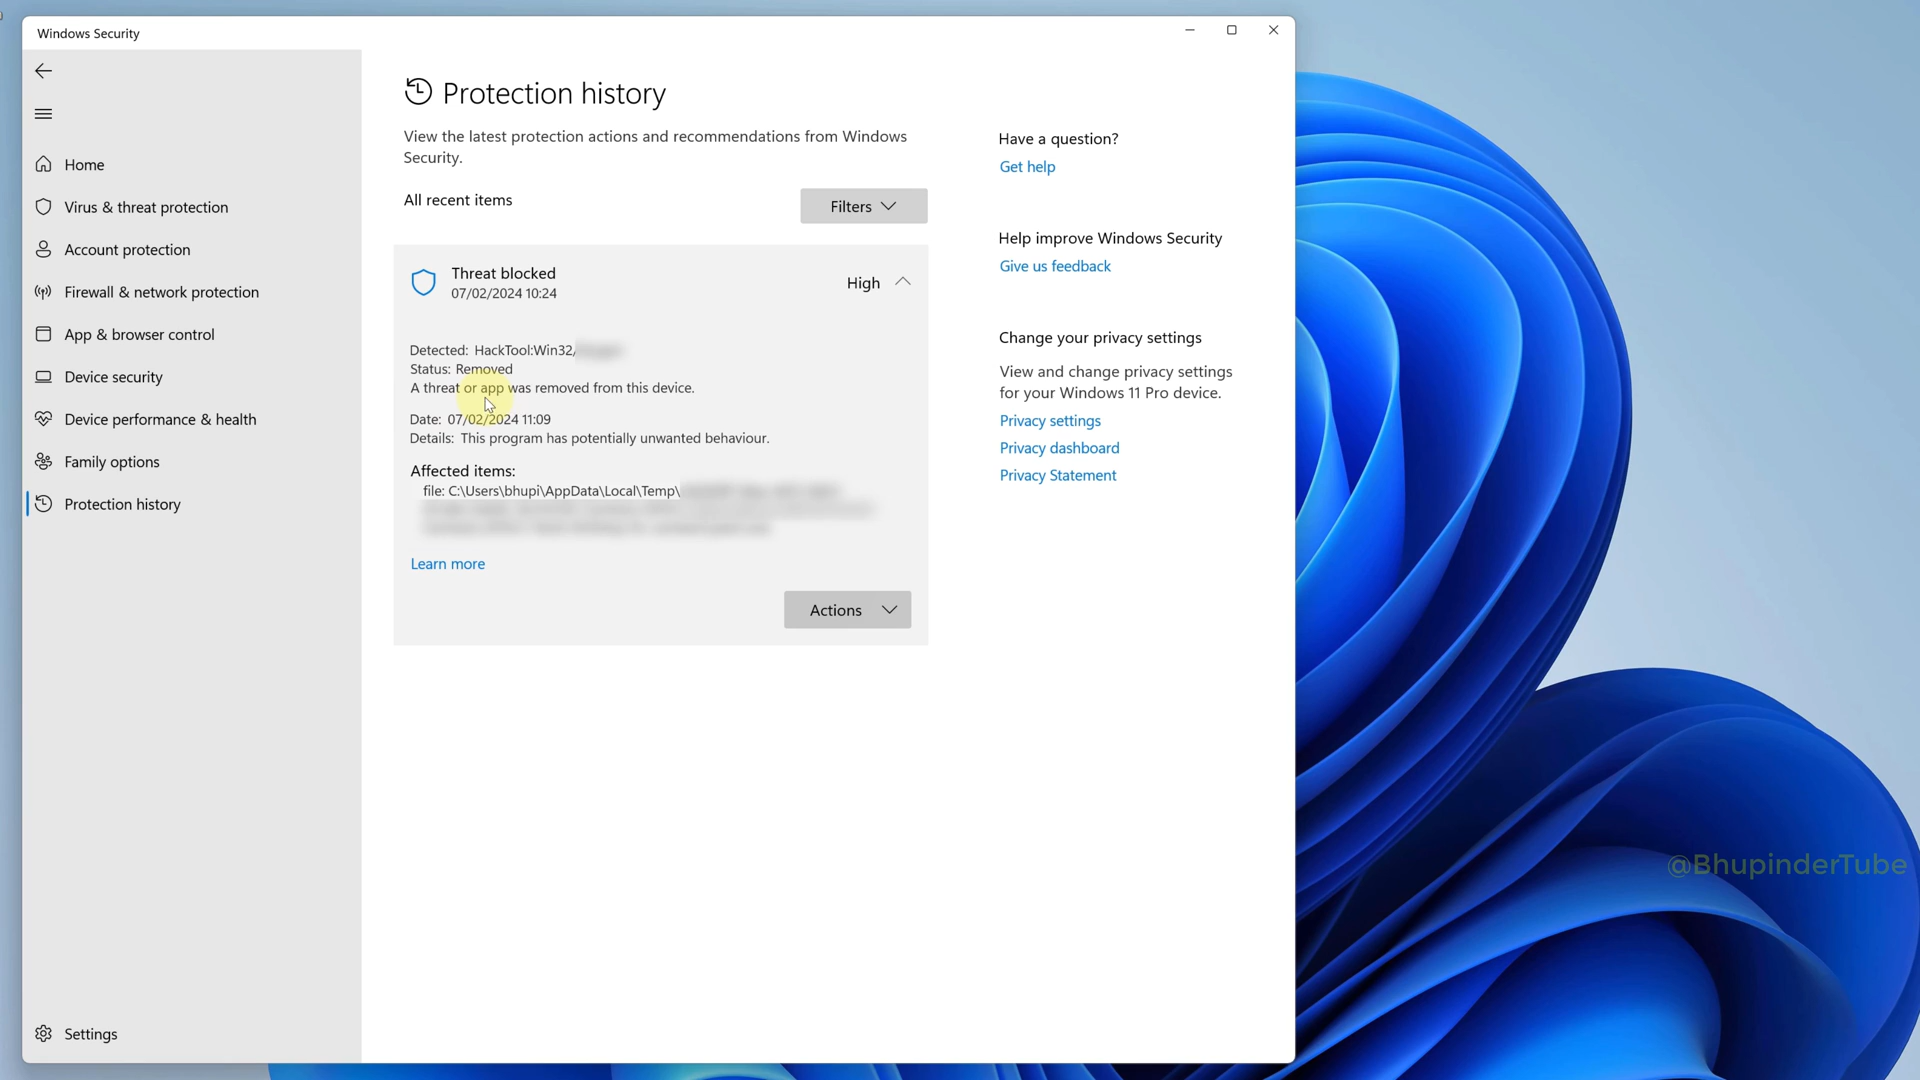 Windows Security
Home
Virus & threat protection
Account protection
Firewall & network protection
App & browser control
Device security
Device performance & health
Family options
Protection history
Settings
Protection history
View the latest protection actions and recommendations from Windows
Security.
All recent items
Filters
Threat blocked
07/02/2024 10:24
High
Detected: HackTool:Win32/
Status: Removed
A threat or app was removed from this device.
Date: 07/02/2024 11:09
Details: This program has potentially unwanted behaviour.
Affected items:
file: C:\Users\bhupi\AppData\Local\Temp\
Learn more
Actions
Have a question?
Get help
Help improve Windows Security
Give us feedback
Change your privacy settings
View and change privacy settings
for your Windows 11 Pro device.
Privacy settings
Privacy dashboard
Privacy Statement
@BhupinderTube